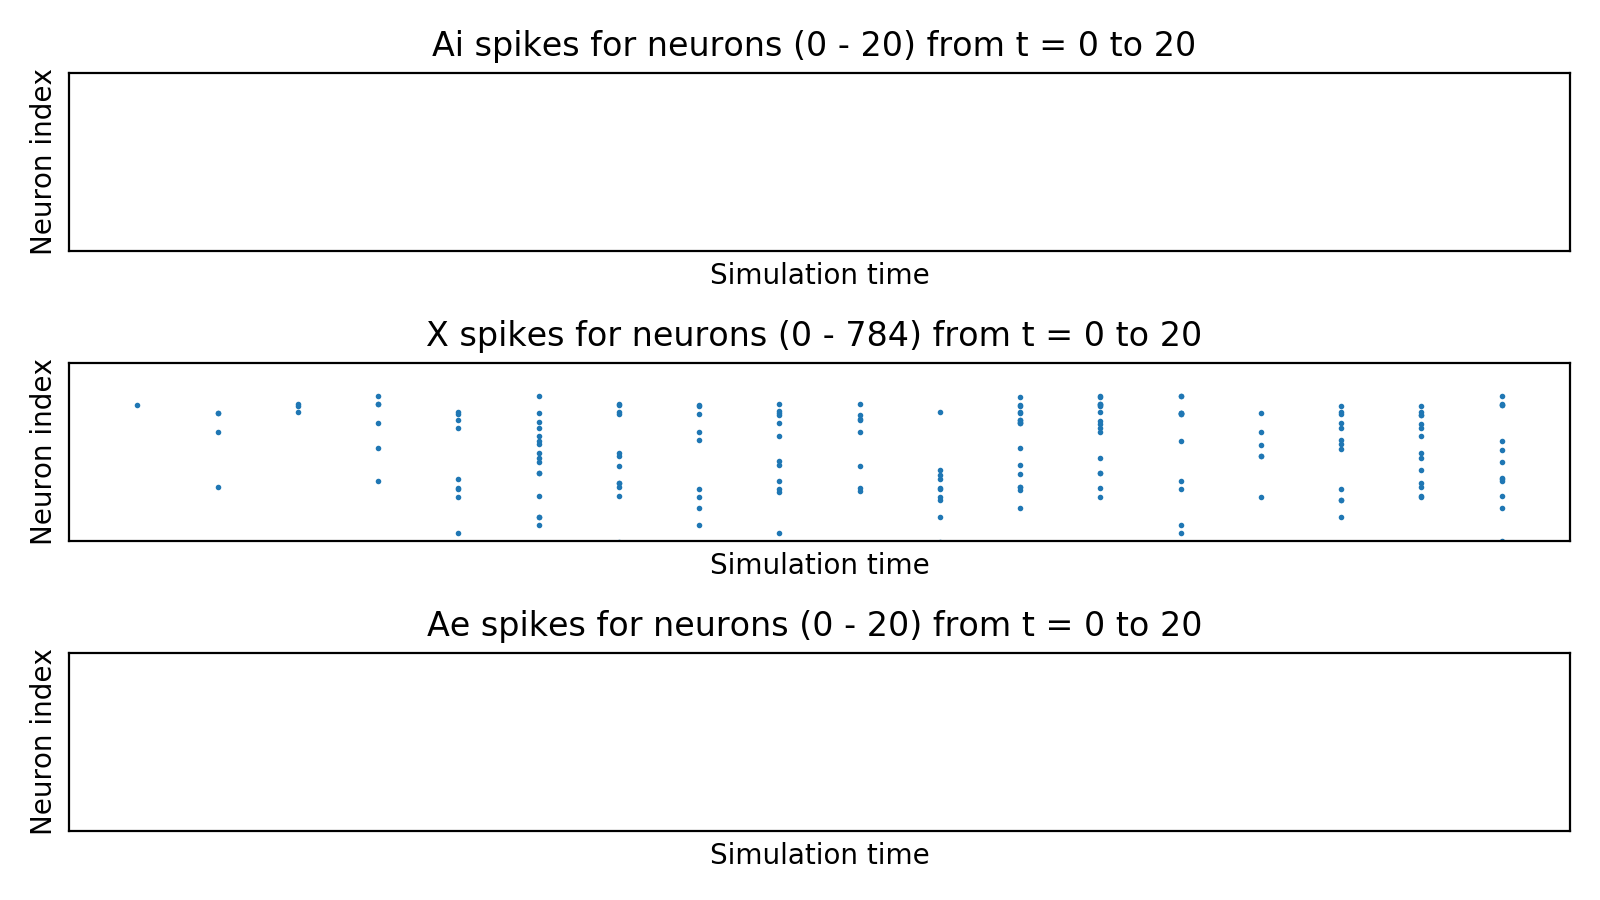 Ai spikes for neurons (0 - 20) from t = 0 to 20
Neuron index
Simulation time
X spikes for neurons (0 - 784) from t = 0 to 20
Neuron index
Simulation time
Ae spikes for neurons (0 - 20) from t = 0 to 20
Neuron index
Simulation time